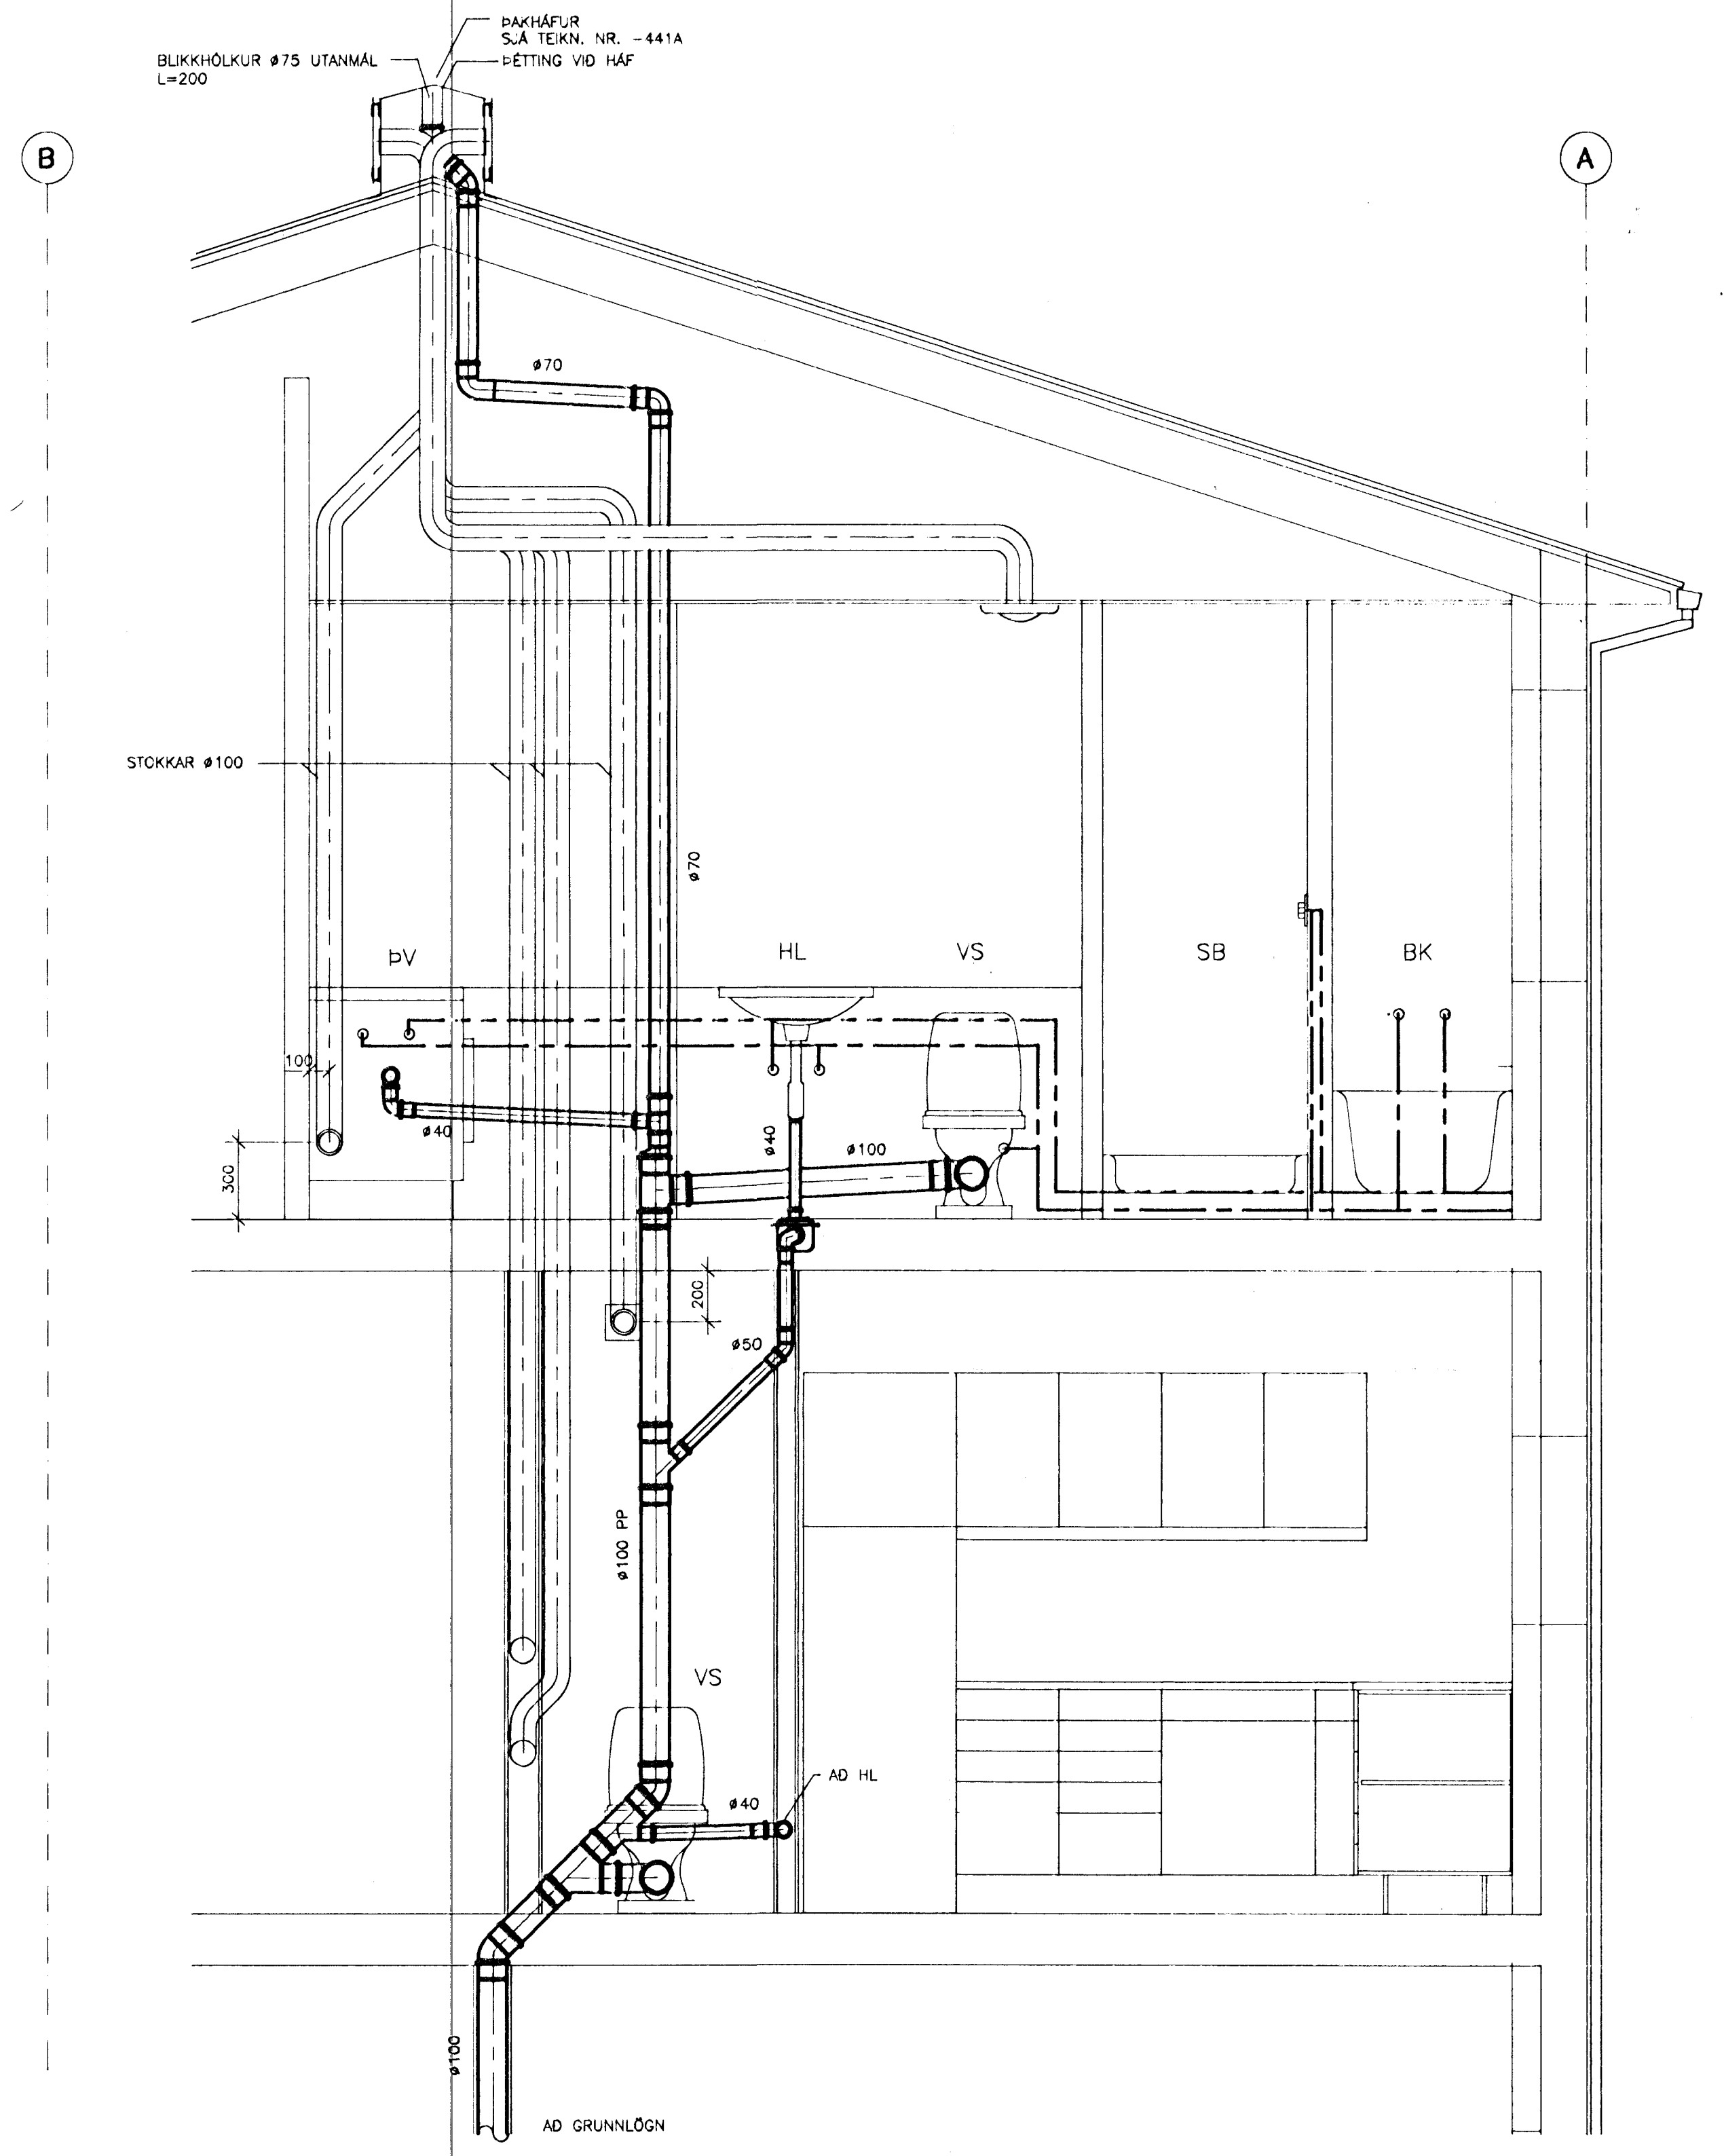 ÞAKHÁFUR
SJÁ TEIKN. NR. -441A
BLIKKHÓLKUR ø75 UTANMÁL
L=200
ÞÉTTING VIÐ HÁF
B
A
ø70
STOKKAR ø100
ø70
ÞV
HL
VS
SB
BK
100
ø40
ø40
ø100
300
200
ø50
ø100 PP
VS
AÐ HL
ø40
ø100
AÐ GRUNNLÖGN